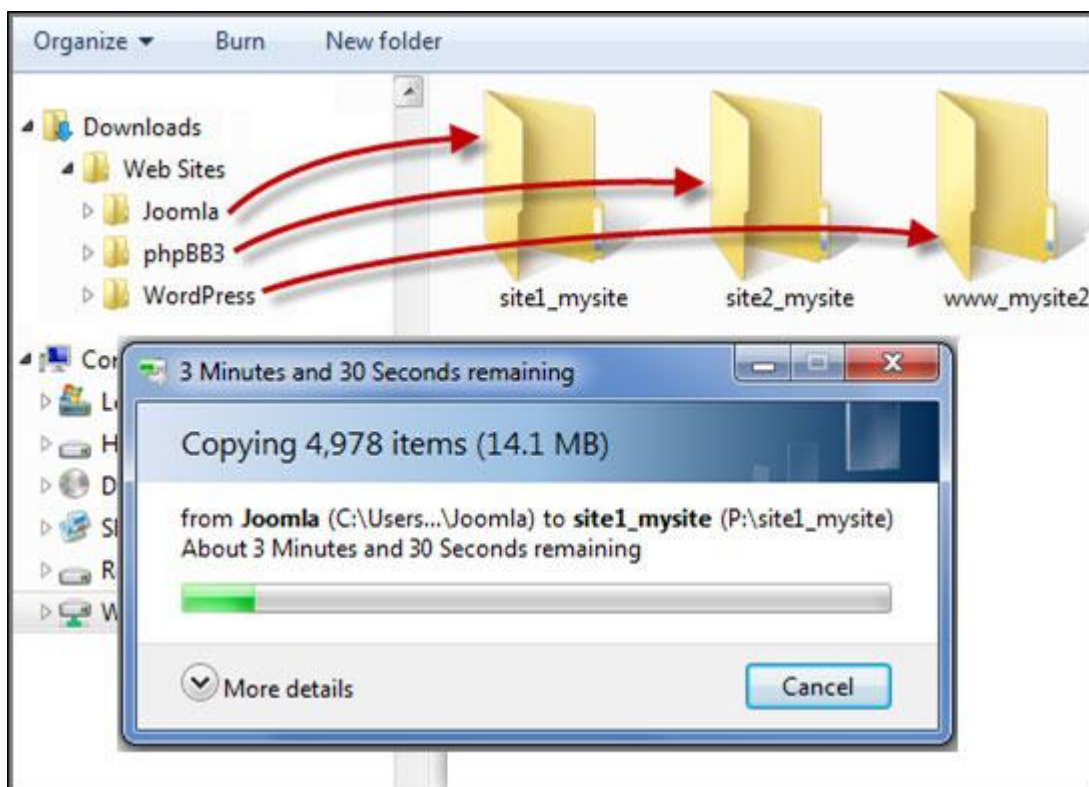 Organize Burn New folder
Downloads
Web Sites
Joomla
phpBB3
WordPress
site1_mysite site2_mysite www_mysite2
3 Minutes and 30 Seconds remaining
Copying 4,978 items (14.1 MB)
from Joomla (C:\Users...\Joomla) to site1_mysite (P:\site1_mysite)
About 3 Minutes and 30 Seconds remaining
More details
Cancel